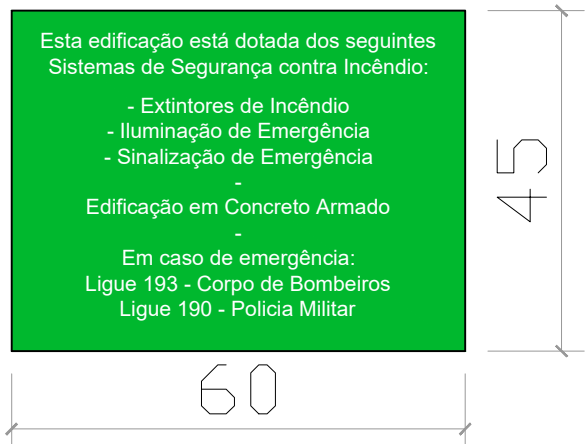 Esta edificação está dotada dos seguintes
Sistemas de Segurança contra Incêndio:
- Extintores de Incêndio
- Iluminação de Emergência
- Sinalização de Emergência
-
Edificação em Concreto Armado
-
Em caso de emergência:
Ligue 193 - Corpo de Bombeiros
Ligue 190 - Policia Militar
45
60